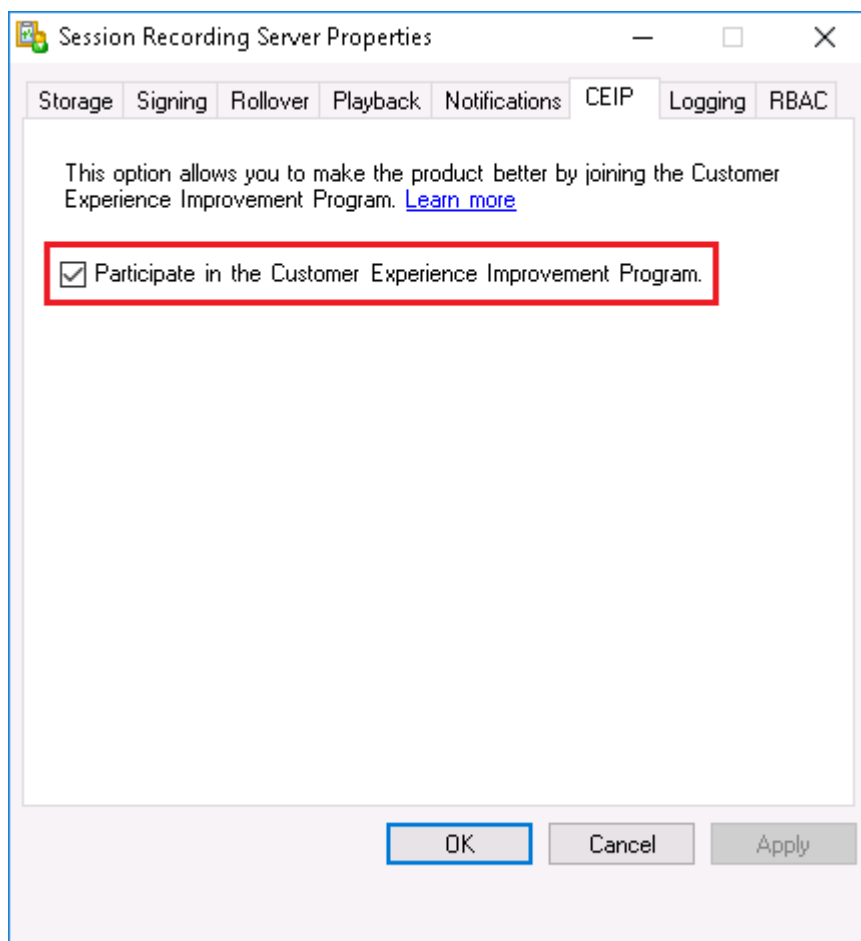 Session Recording Server Properties
Storage Signing Rollover Playback Notifications CEIP Logging RBAC
This option allows you to make the product better by joining the Customer
Experience Improvement Program. Learn more
Participate in the Customer Experience Improvement Program.
OK Cancel Apply